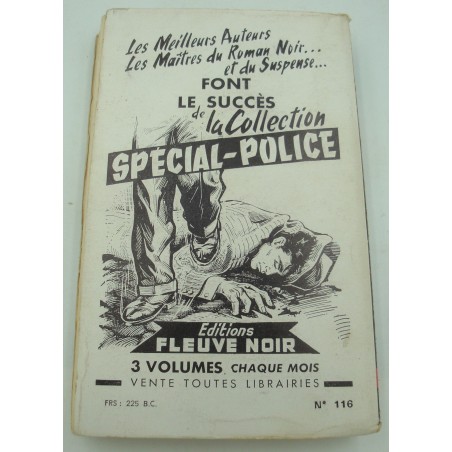 Les Meilleurs Auteurs
Les Maîtres du Roman Noir...
et du Suspense...
FONT
LE SUCCÈS
de la Collection
SPÉCIAL-POLICE
Editions
FLEUVE NOIR
3 VOLUMES CHAQUE MOIS
VENTE TOUTES LIBRAIRIES
FRS : 225 B.C.
N° 116